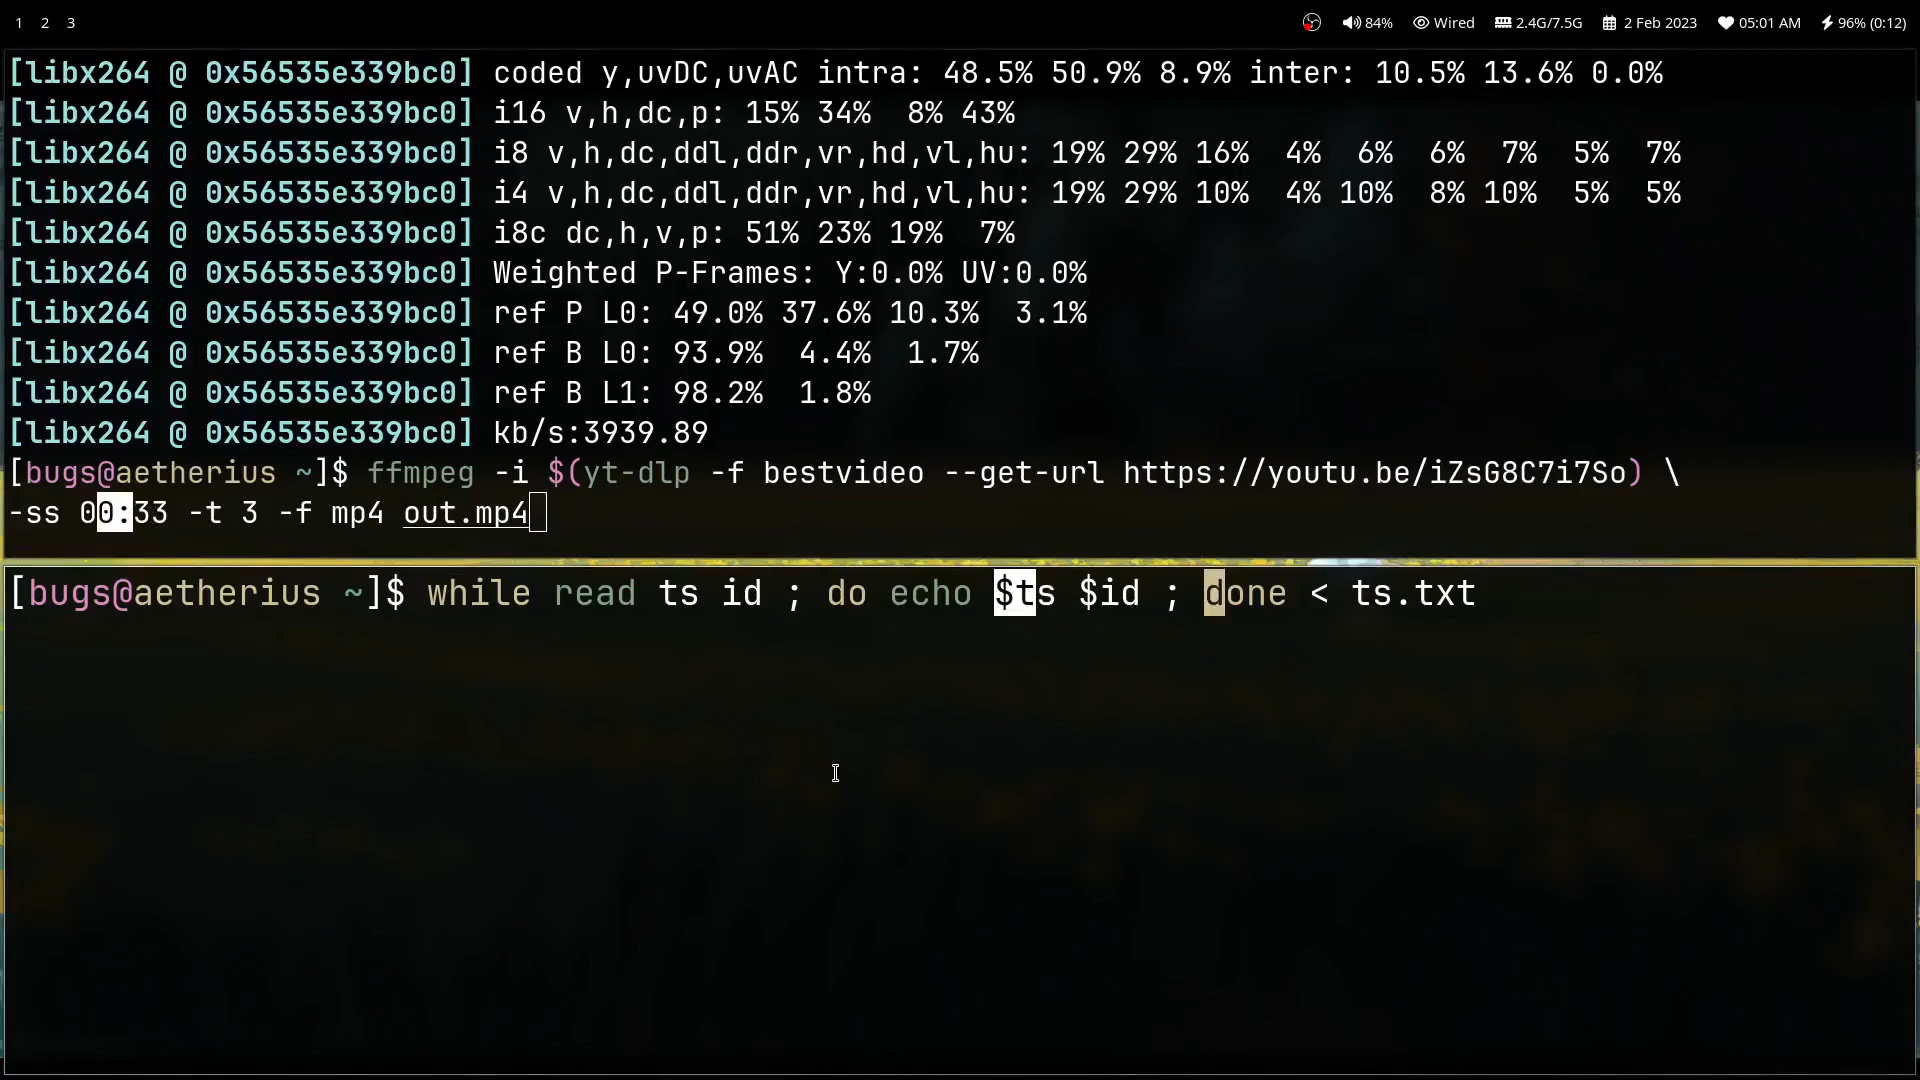 1 2 3 84% Wired 2.4G/7.5G 2 Feb 2023 05:01 AM 96% (0:12)
[libx264 @ 0x56535e339bc0] coded y,uvDC,uvAC intra: 48.5% 50.9% 8.9% inter: 10.5% 13.6% 0.0%
[libx264 @ 0x56535e339bc0] i16 v,h,dc,p: 15% 34%  8% 43%
[libx264 @ 0x56535e339bc0] i8 v,h,dc,ddl,ddr,vr,hd,vl,hu: 19% 29% 16%  4%  6%  6%  7%  5%  7%
[libx264 @ 0x56535e339bc0] i4 v,h,dc,ddl,ddr,vr,hd,vl,hu: 19% 29% 10%  4% 10%  8% 10%  5%  5%
[libx264 @ 0x56535e339bc0] i8c dc,h,v,p: 51% 23% 19%  7%
[libx264 @ 0x56535e339bc0] Weighted P-Frames: Y:0.0% UV:0.0%
[libx264 @ 0x56535e339bc0] ref P L0: 49.0% 37.6% 10.3%  3.1%
[libx264 @ 0x56535e339bc0] ref B L0: 93.9%  4.4%  1.7%
[libx264 @ 0x56535e339bc0] ref B L1: 98.2%  1.8%
[libx264 @ 0x56535e339bc0] kb/s:3939.89
[bugs@aetherius ~]$ ffmpeg -i $(yt-dlp -f bestvideo --get-url https://youtu.be/iZsG8C7i7So) \
-ss 00:33 -t 3 -f mp4 out.mp4
[bugs@aetherius ~]$ while read ts id ; do echo $ts $id ; done < ts.txt